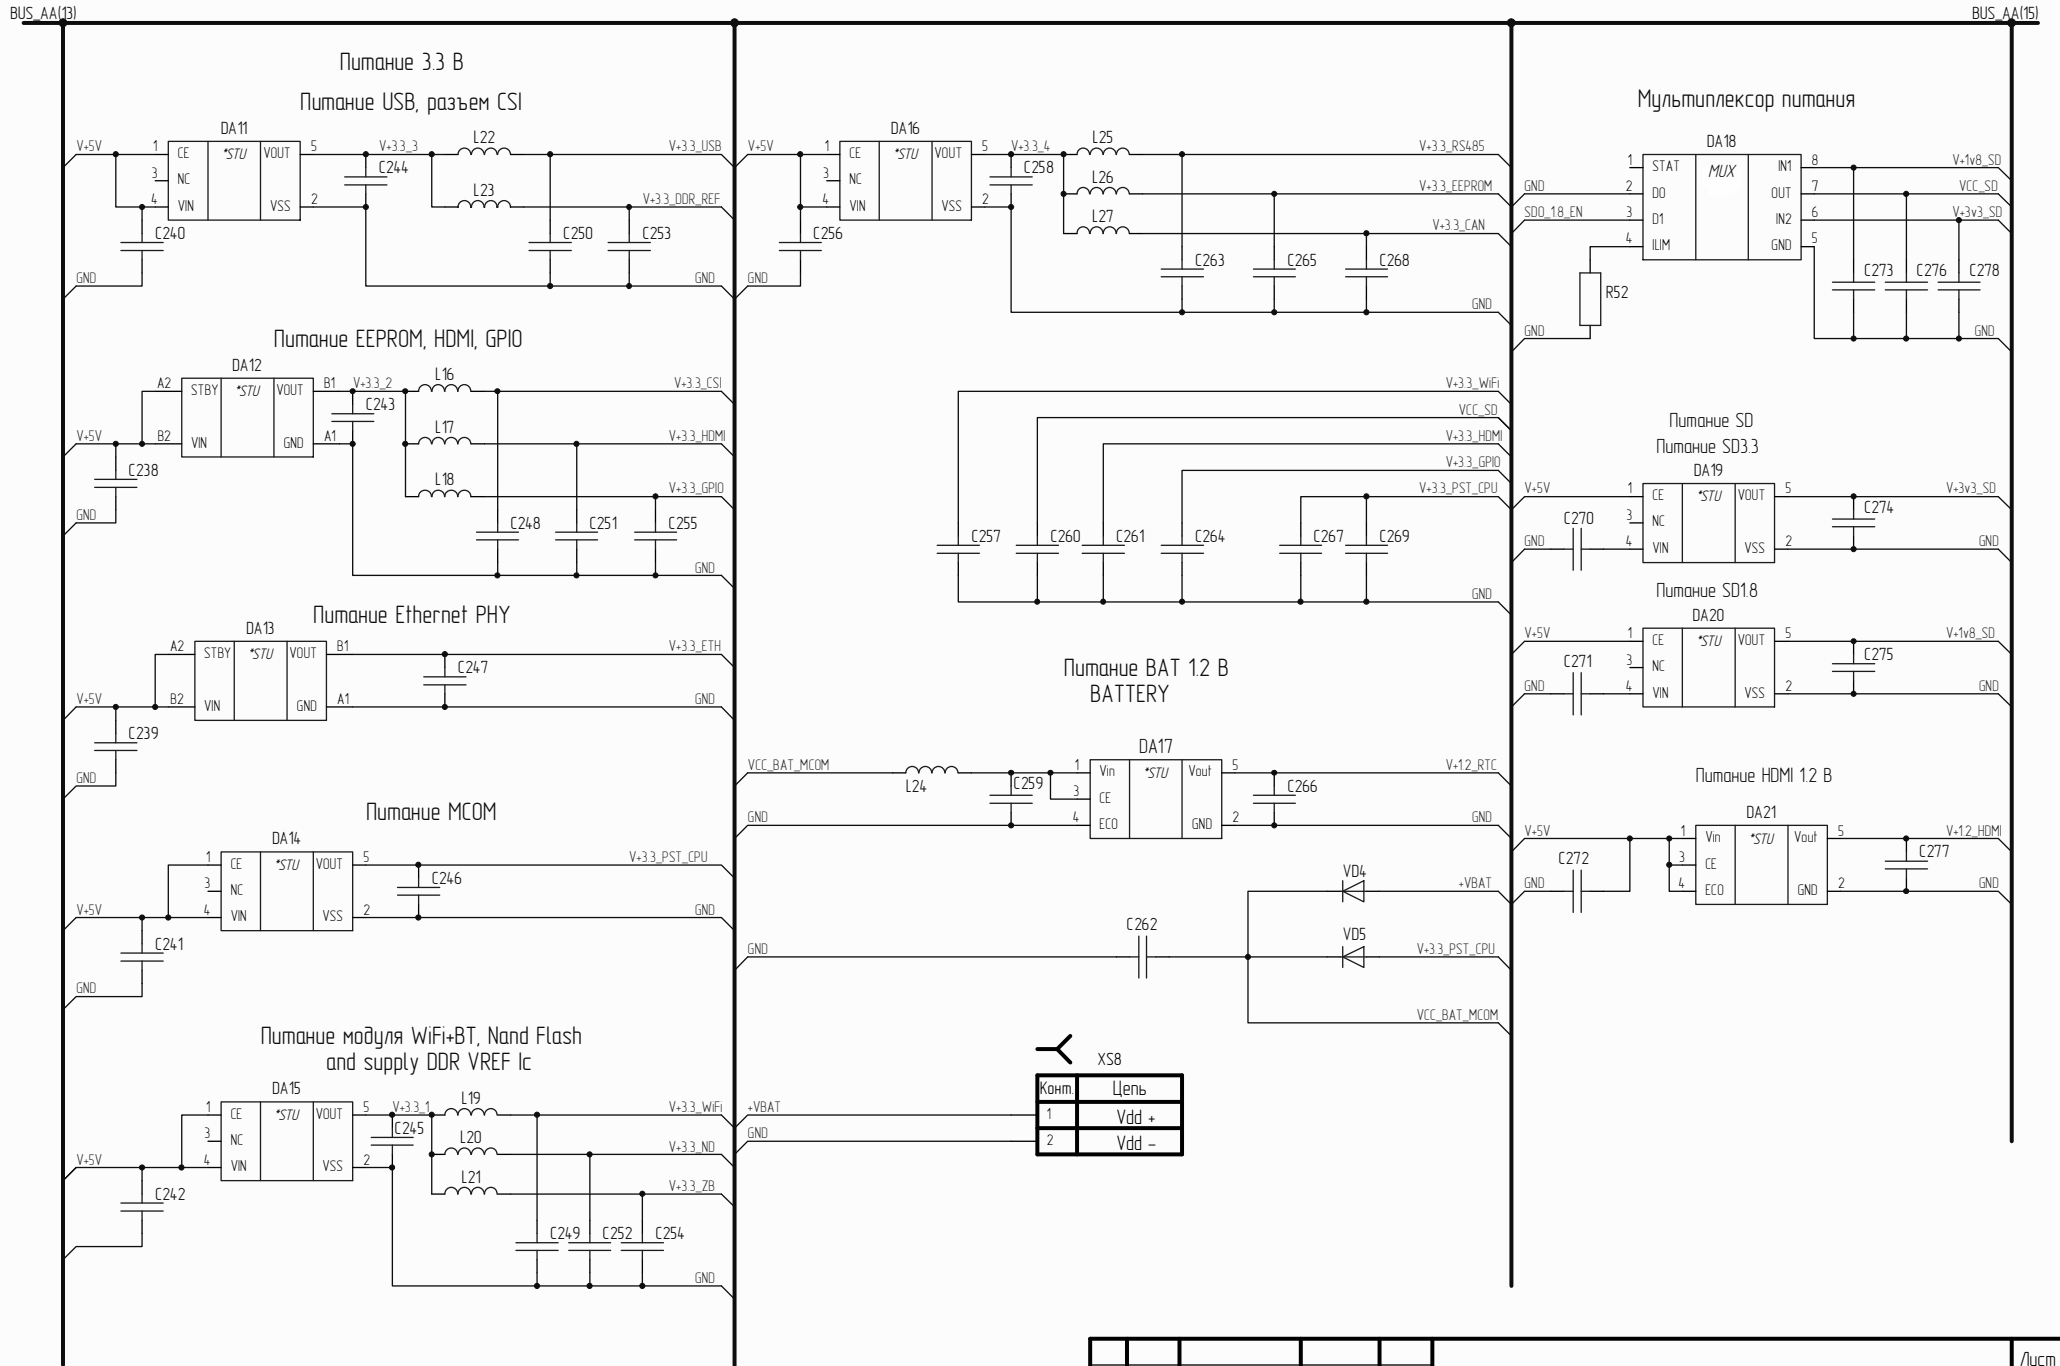 BUS_AA(13)
BUS_AA(15)
Питание 3.3 В
Питание USB, разъем CSI
DA11
V+5V
1
CE
*STU
VOUT
5
V+3.3_3
L22
V+3.3_USB
3
NC
C244
4
VIN
VSS
2
L23
V+3.3_DDR_REF
C240
C250
C253
GND
GND
Питание EEPROM, HDMI, GPIO
DA12
A2
STBY
*STU
VOUT
B1
V+3.3_2
L16
V+3.3_CSI
C243
V+5V
B2
VIN
GND
A1
L17
V+3.3_HDMI
C238
L18
V+3.3_GPIO
GND
C248
C251
C255
GND
Питание Ethernet PHY
DA13
A2
STBY
*STU
VOUT
B1
V+3.3_ETH
C247
V+5V
B2
VIN
GND
A1
GND
C239
GND
Питание MCOM
DA14
1
CE
*STU
VOUT
5
V+3.3_PST_CPU
3
NC
C246
V+5V
4
VIN
VSS
2
GND
C241
GND
Питание модуля WiFi+BT, Nand Flash
and supply DDR VREF Ic
DA15
1
CE
*STU
VOUT
5
V+3.3_1
L19
V+3.3_WiFi
3
NC
C245
L20
V+3.3_ND
V+5V
4
VIN
VSS
2
L21
V+3.3_ZB
C242
C249
C252
C254
GND
DA16
V+5V
1
CE
*STU
VOUT
5
V+3.3_4
L25
V+3.3_RS485
3
NC
C258
L26
V+3.3_EEPROM
4
VIN
VSS
2
L27
V+3.3_CAN
C256
C263
C265
C268
GND
GND
V+3.3_WiFi
VCC_SD
V+3.3_HDMI
V+3.3_GPIO
V+3.3_PST_CPU
C257
C260
C261
C264
C267
C269
GND
Питание BAT 1.2 В
BATTERY
DA17
VCC_BAT_MCOM
L24
C259
1
Vin
*STU
Vout
5
V+1.2_RTC
3
CE
C266
GND
4
ECO
GND
2
GND
VD4
+VBAT
C262
VD5
GND
V+3.3_PST_CPU
VCC_BAT_MCOM
XS8
Конт.
Цепь
+VBAT
1
Vdd +
GND
2
Vdd -
Мультиплексор питания
DA18
1
STAT
MUX
IN1
8
V+1v8_SD
GND
2
D0
OUT
7
VCC_SD
SD0_1.8_EN
3
D1
IN2
6
V+3v3_SD
4
ILIM
GND
5
R52
C273
C276
C278
GND
GND
Питание SD
Питание SD3.3
DA19
V+5V
1
CE
*STU
VOUT
5
V+3v3_SD
C270
3
NC
C274
GND
4
VIN
VSS
2
GND
Питание SD1.8
DA20
V+5V
1
CE
*STU
VOUT
5
V+1v8_SD
C271
3
NC
C275
GND
4
VIN
VSS
2
GND
Питание HDMI 1.2 В
DA21
V+5V
1
Vin
*STU
Vout
5
V+1.2_HDMI
C272
3
CE
C277
GND
4
ECO
GND
2
GND
Лист